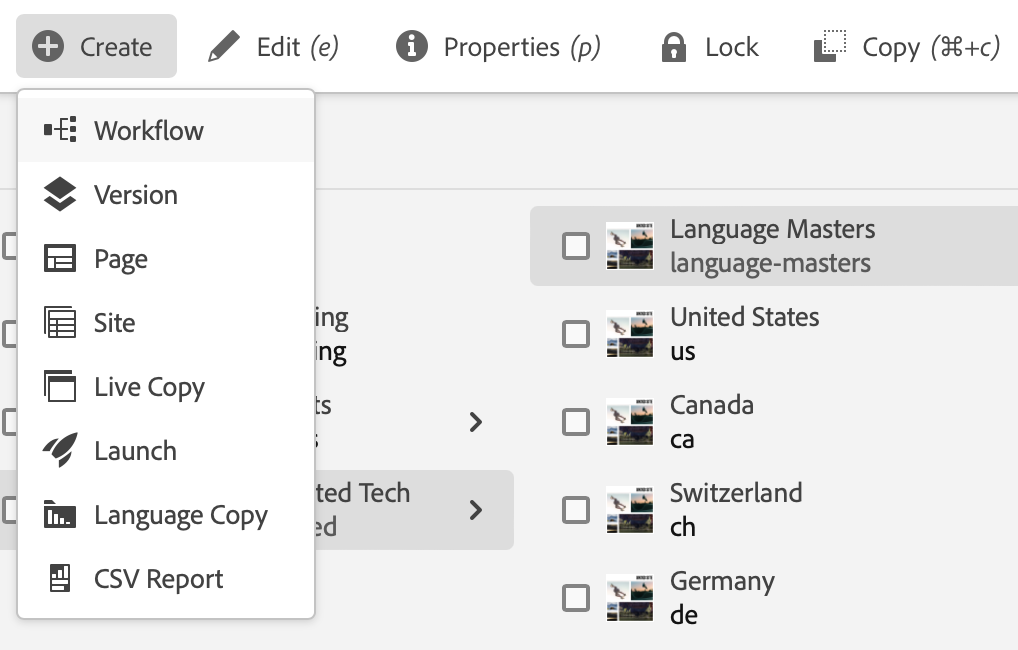 Create
Edit (e)
Properties (p)
Lock
Copy (⌘+c)
Workflow
Version
Page
Site
Live Copy
Launch
Language Copy
CSV Report
ing
ing
ts
s
ted Tech
ed
Language Masters
language-masters
United States
us
Canada
ca
Switzerland
ch
Germany
de